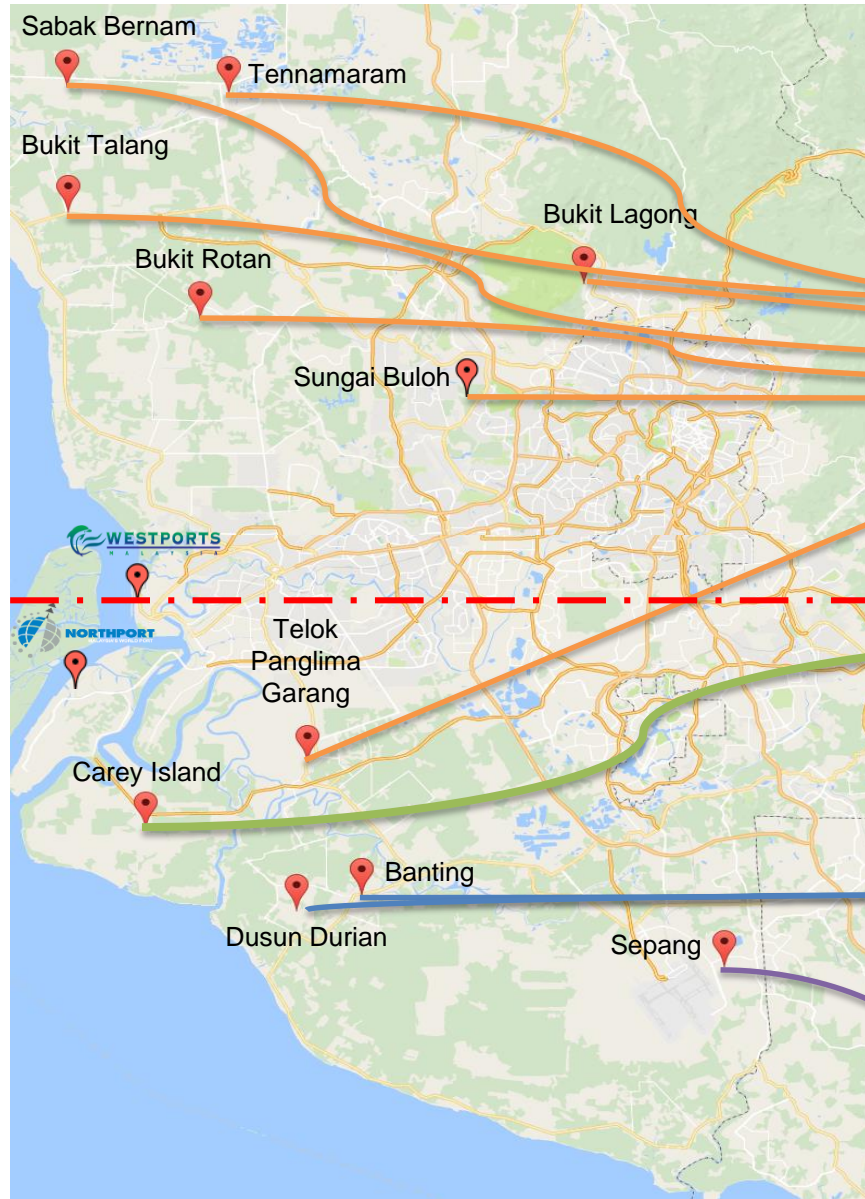 Sabak Bernam
Tennamaram
Bukit Talang
Bukit Lagong
Bukit Rotan
Sungai Buloh
WESTPORTS
MALAYSIA
NORTHPORT
Telok
Panglima
Garang
Carey Island
Banting
Dusun Durian
Sepang